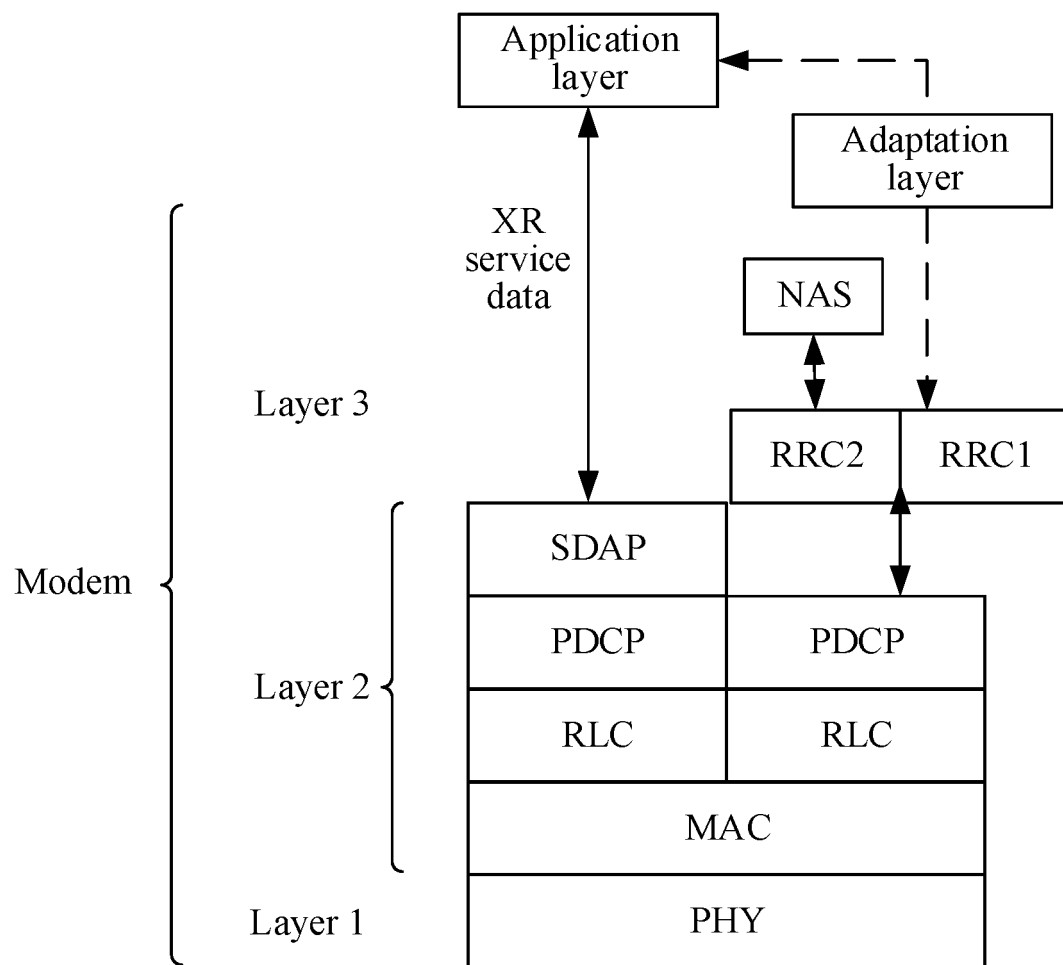 Application
layer
Adaptation
layer
XR
service
data
NAS
Layer 3
RRC2
RRC1
SDAP
Modem
PDCP
PDCP
Layer 2
RLC
RLC
MAC
Layer 1
PHY